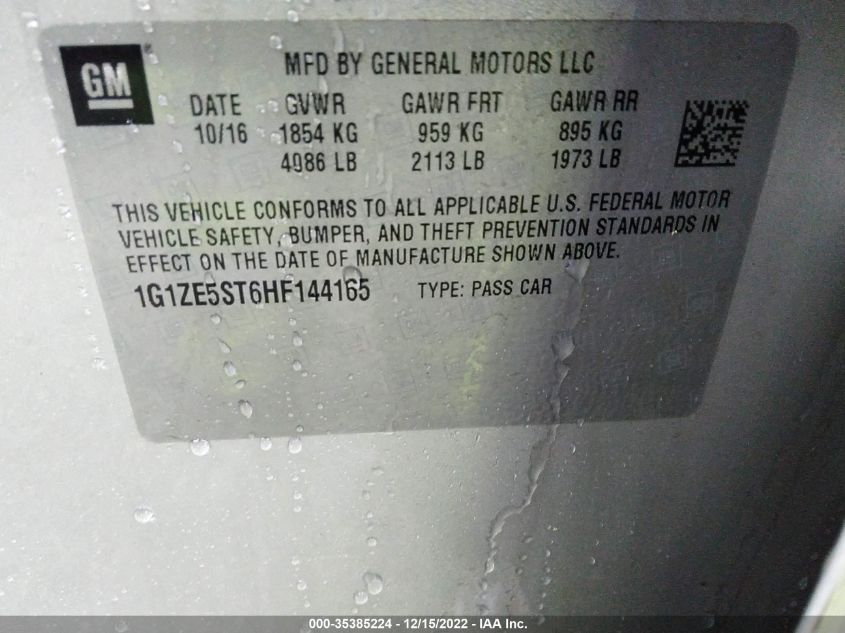 GM
MFD BY GENERAL MOTORS LLC
DATE GVWR GAWR FRT GAWR RR
10/16 1854 KG 959 KG 895 KG
4086 LB 2113 LB 1973 LB
THIS VEHICLE CONFORMS TO ALL APPLICABLE U.S. FEDERAL MOTOR
VEHICLE SAFETY, BUMPER, AND THEFT PREVENTION STANDARDS IN
EFFECT ON THE DATE OF MANUFACTURE SHOWN ABOVE.
1G1ZE5ST6HF144165 TYPE: PASS CAR
000-35385224 - 12/15/2022 - IAA Inc.